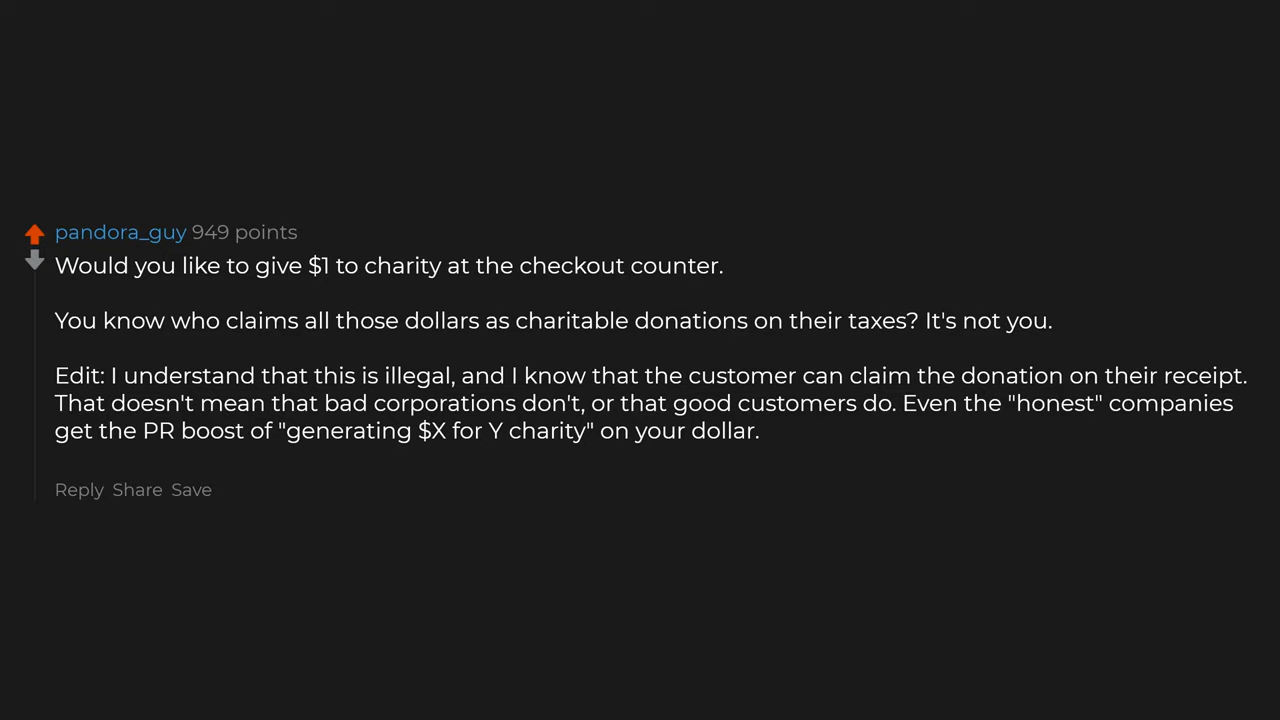 pandora_guy 949 points
Would you like to give $1 to charity at the checkout counter.
You know who claims all those dollars as charitable donations on their taxes? It's not you.
Edit: I understand that this is illegal, and I know that the customer can claim the donation on their receipt.
That doesn't mean that bad corporations don't, or that good customers do. Even the "honest" companies
get the PR boost of "generating $X for Y charity" on your dollar.
Reply Share Save